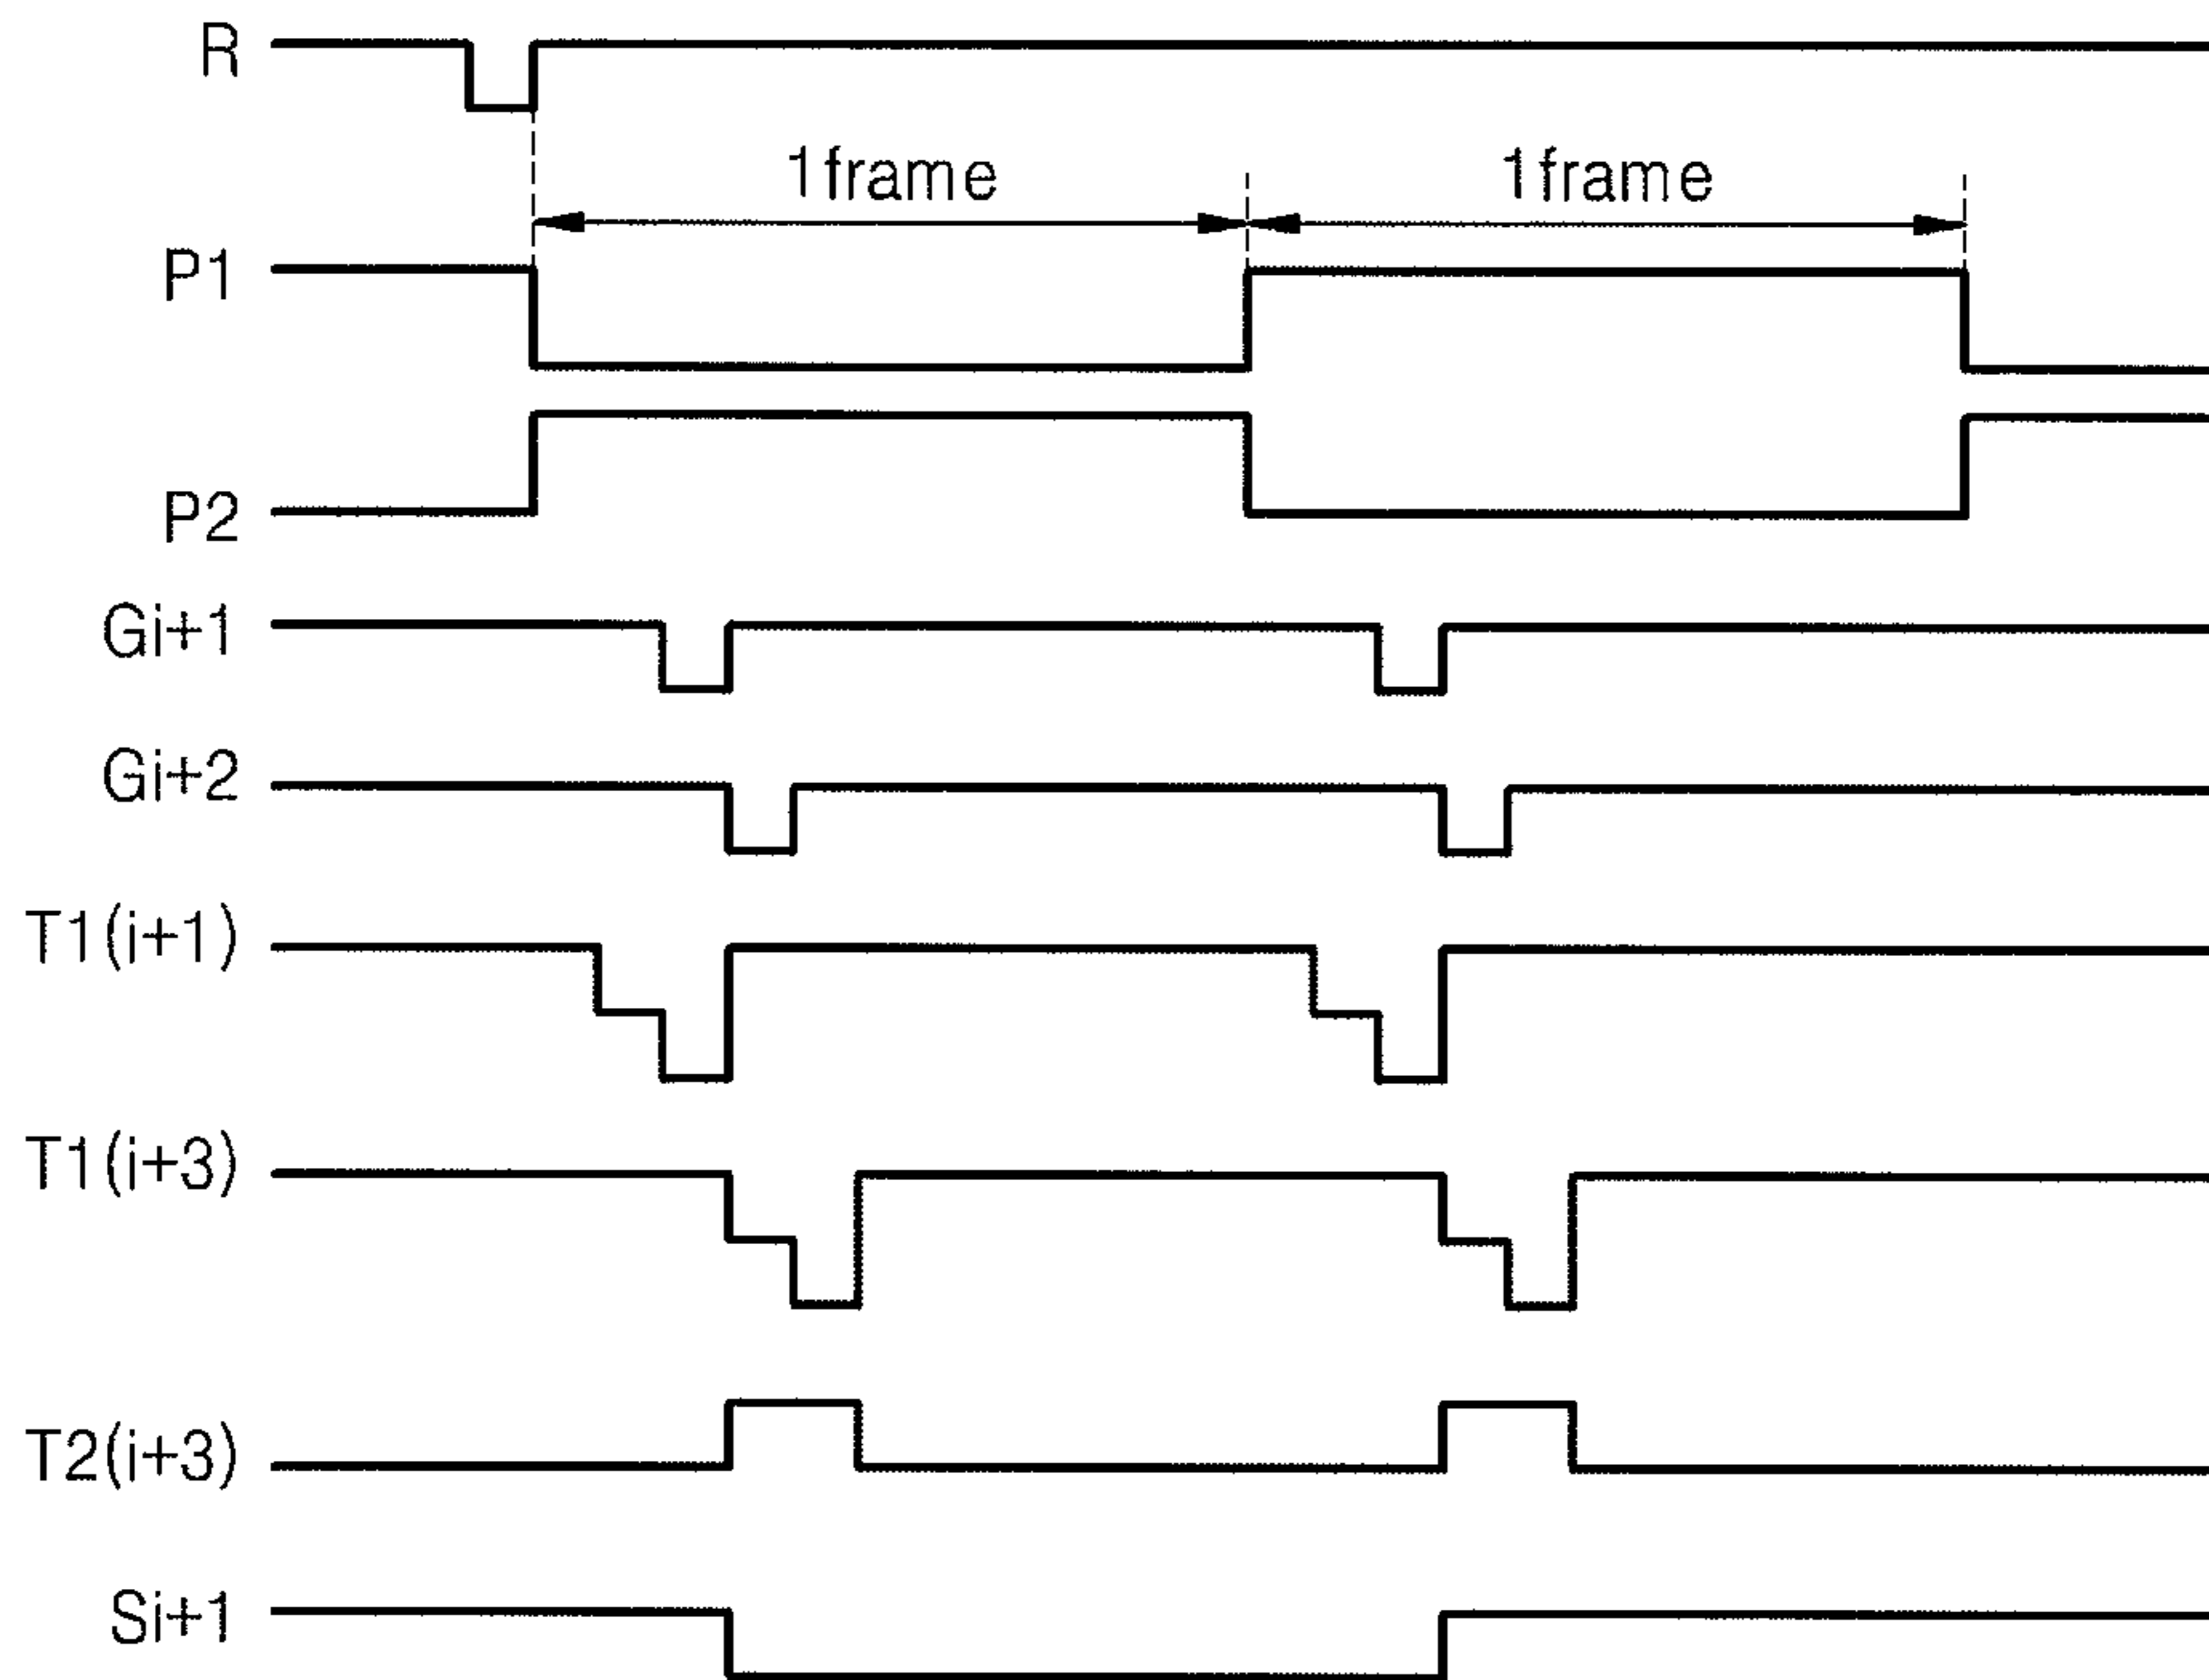 R
1frame 1frame
P1
P2
Gi+1
Gi+2
T1(i+1)
T1(i+3)
T2(i+3)
Si+1